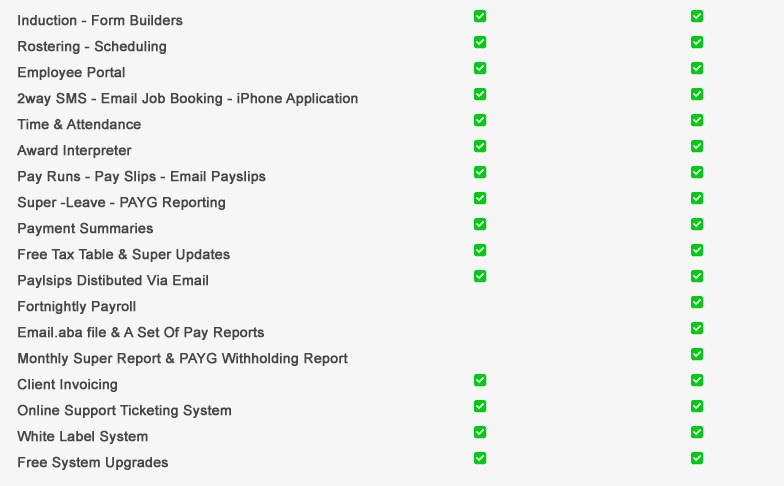 Induction - Form Builders
Rostering - Scheduling
Employee Portal
2way SMS - Email Job Booking - iPhone Application
Time & Attendance
Award Interpreter
Pay Runs - Pay Slips - Email Payslips
Super -Leave - PAYG Reporting
Payment Summaries
Free Tax Table & Super Updates
Paylsips Distibuted Via Email
Fortnightly Payroll
Email.aba file & A Set Of Pay Reports
Monthly Super Report & PAYG Withholding Report
Client Invoicing
Online Support Ticketing System
White Label System
Free System Upgrades